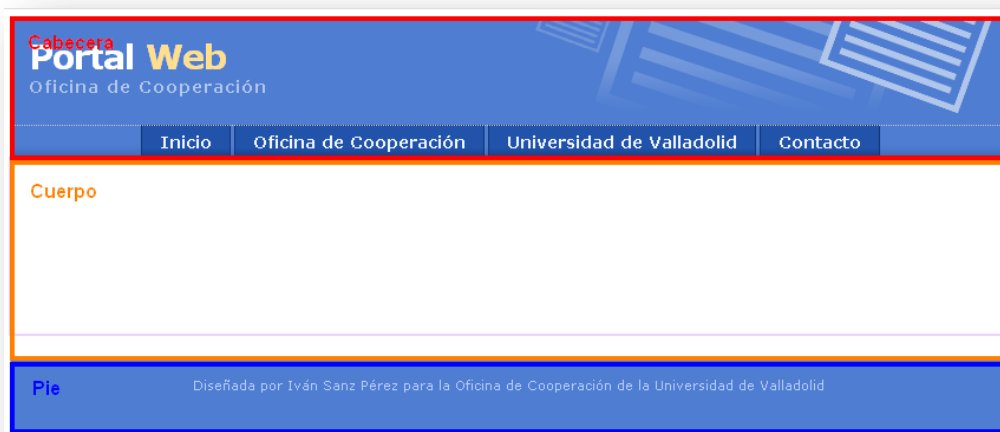 Cabecera
Portal Web
Oficina de Cooperación
Inicio Oficina de Cooperación Universidad de Valladolid Contacto
Cuerpo
Pie
Diseñada por Iván Sanz Pérez para la Oficina de Cooperación de la Universidad de Valladolid